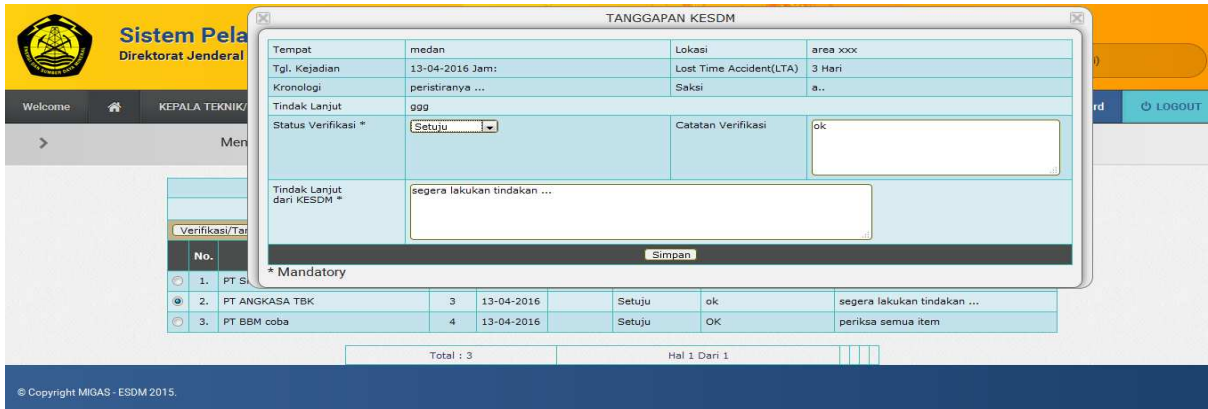 TANGGAPAN KESDM
Sistem Pela
Direktorat Jenderal
Tempat medan Lokasi area xxx
Tgl. Kejadian 13-04-2016 Jam: Lost Time Accident(LTA) 3 Hari
Kronologi peristiranya ... Saksi a..
Tindak Lanjut ggg
Status Verifikasi * Setuju Catatan Verifikasi ok
Tindak Lanjut segera lakukan tindakan ...
dari KESDM *
Simpan
* Mandatory
Welcome KEPALA TEKNIK/ rd LOGOUT
> Men
Verifikasi/Tan
No.
1. PT S
2. PT ANGKASA TBK 3 13-04-2016 Setuju ok segera lakukan tindakan ...
3. PT BBM coba 4 13-04-2016 Setuju OK periksa semua item
Total : 3 Hal 1 Dari 1
© Copyright MIGAS - ESDM 2015.